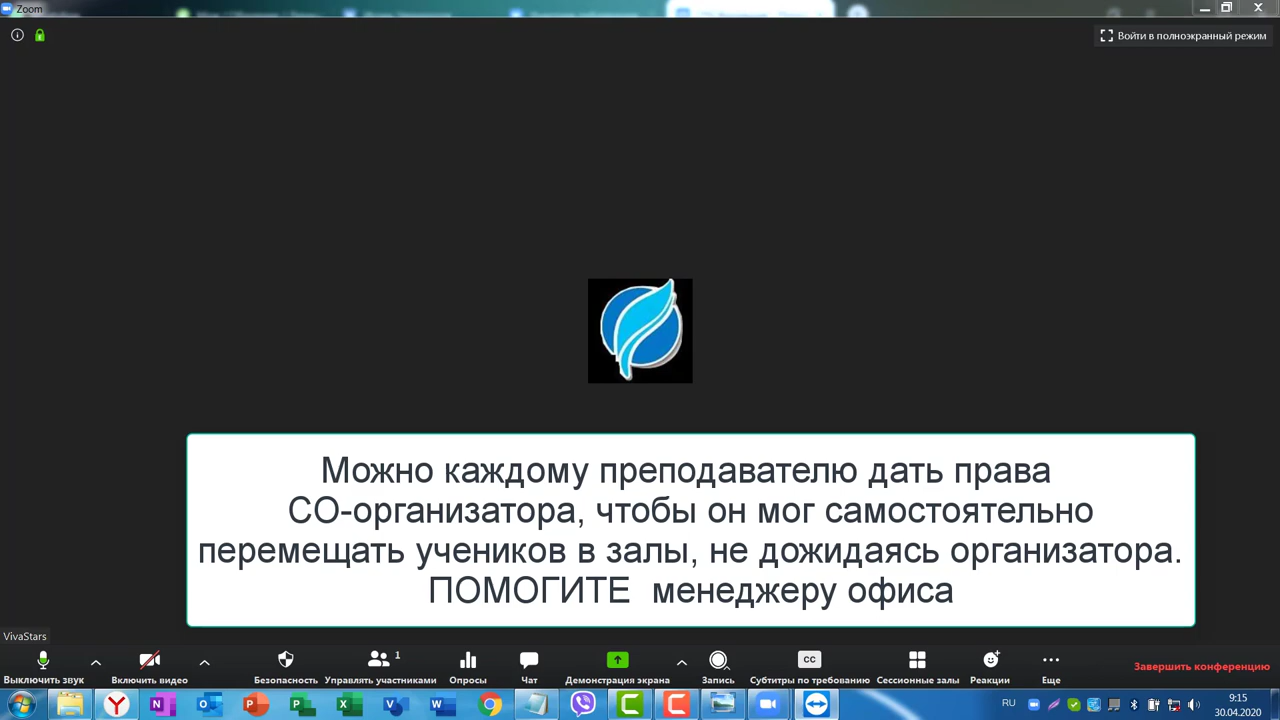 Zoom
Войти в полноэкранный режим
Можно каждому преподавателю дать права
СО-организатора, чтобы он мог самостоятельно
перемещать учеников в залы, не дожидаясь организатора.
ПОМОГИТЕ менеджеру офиса
VivaStars
1
CC
Выключить звук
Включить видео
Безопасность
Управлять участниками
Опросы
Чат
Демонстрация экрана
Запись
Субтитры по требованию
Сессионные залы
Реакции
Еще
Завершить конференцию
RU
9:15
30.04.2020